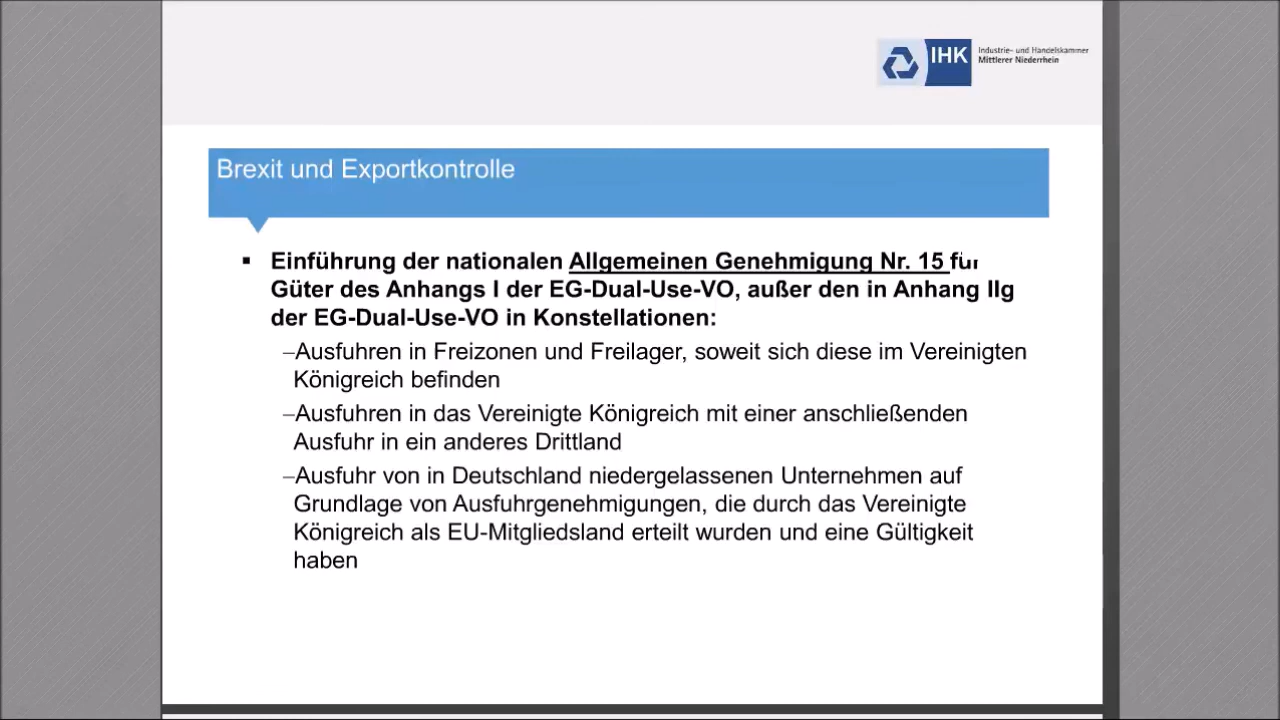 IHK
Industrie- und Handelskammer
Mittlerer Niederrhein
Brexit und Exportkontrolle
▪ Einführung der nationalen Allgemeinen Genehmigung Nr. 15 für
Güter des Anhangs I der EG-Dual-Use-VO, außer den in Anhang IIg
der EG-Dual-Use-VO in Konstellationen:
–Ausfuhren in Freizonen und Freilager, soweit sich diese im Vereinigten
Königreich befinden
–Ausfuhren in das Vereinigte Königreich mit einer anschließenden
Ausfuhr in ein anderes Drittland
–Ausfuhr von in Deutschland niedergelassenen Unternehmen auf
Grundlage von Ausfuhrgenehmigungen, die durch das Vereinigte
Königreich als EU-Mitgliedsland erteilt wurden und eine Gültigkeit
haben